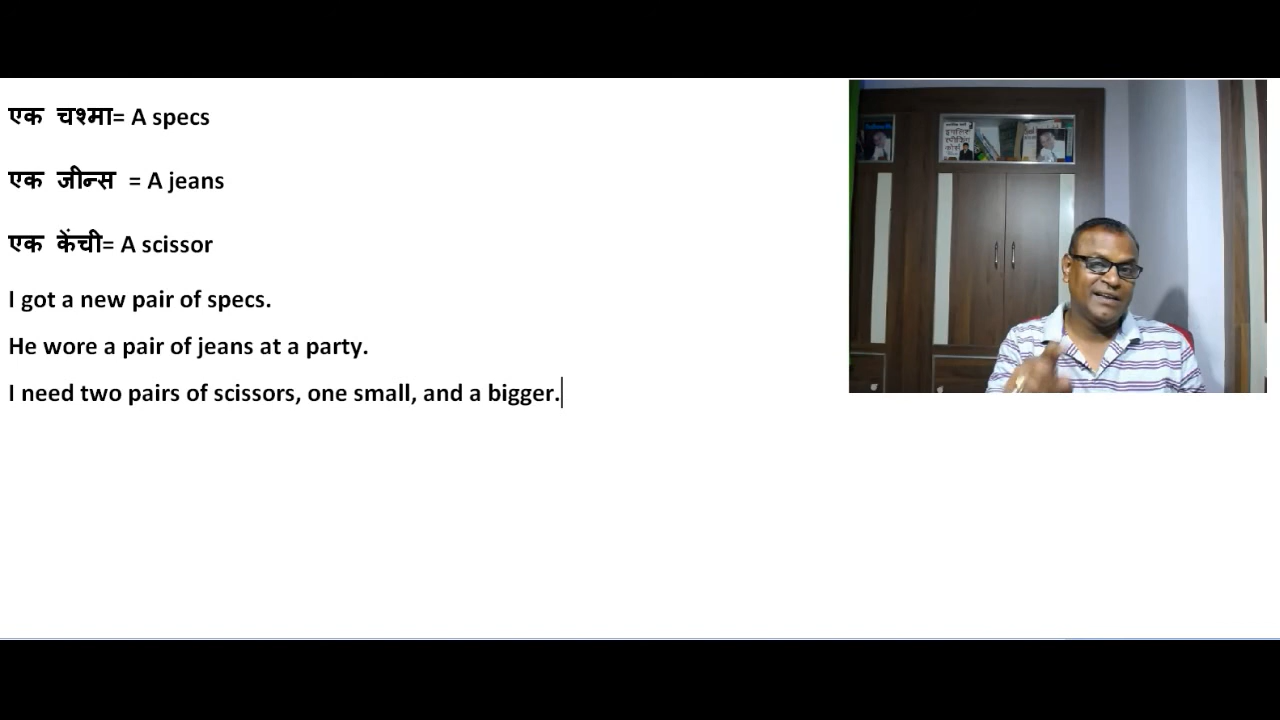 एक चश्मा= A specs
एक जीन्स = A jeans
एक केंची= A scissor
I got a new pair of specs.
He wore a pair of jeans at a party.
I need two pairs of scissors, one small, and a bigger.